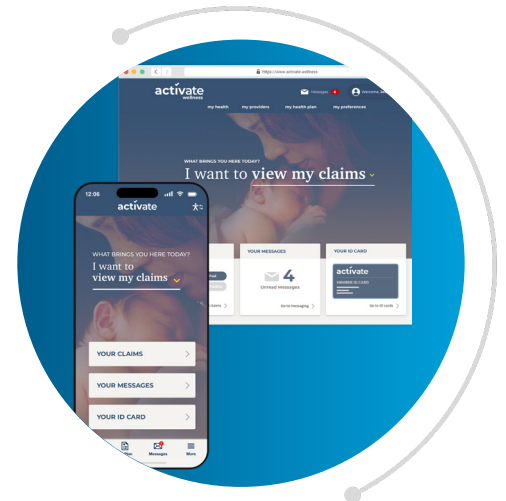 https://www.activate.wellness
activate
wellness
Messages
Welcome,
my health
my providers
my health plan
my preferences
WHAT BRINGS YOU HERE TODAY?
I want to view my claims
YOUR MESSAGES
4
Unread Messages
Go to messaging
YOUR ID CARD
activate
MEMBER ID CARD
Go to ID cards
12:06
activate
WHAT BRINGS YOU HERE TODAY?
I want to
view my claims
YOUR CLAIMS
YOUR MESSAGES
YOUR ID CARD
Messages
More